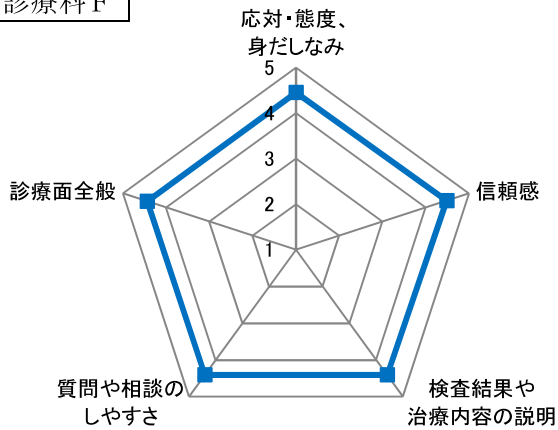 診療科F
応対・態度、
身だしなみ
5
4
3
2
1
診療面全般
信頼感
質問や相談の
しやすさ
検査結果や
治療内容の説明